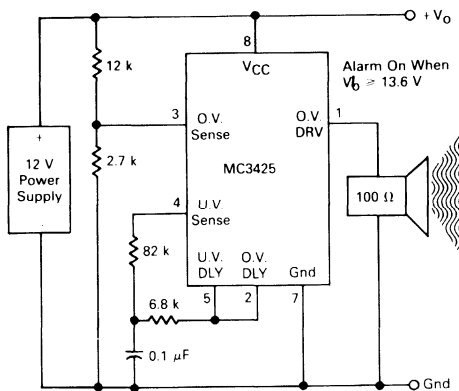 + Vo
8
VCC
Alarm On When
Vo ≥ 13.6 V
12 k
3
O.V.
Sense
O.V.
DRV
1
+
12 V
Power
Supply
2.7 k
MC3425
4
U.V.
Sense
100 Ω
82 k
U.V.
DLY
O.V.
DLY
Gnd
6.8 k
5
2
7
0.1 μF
Gnd